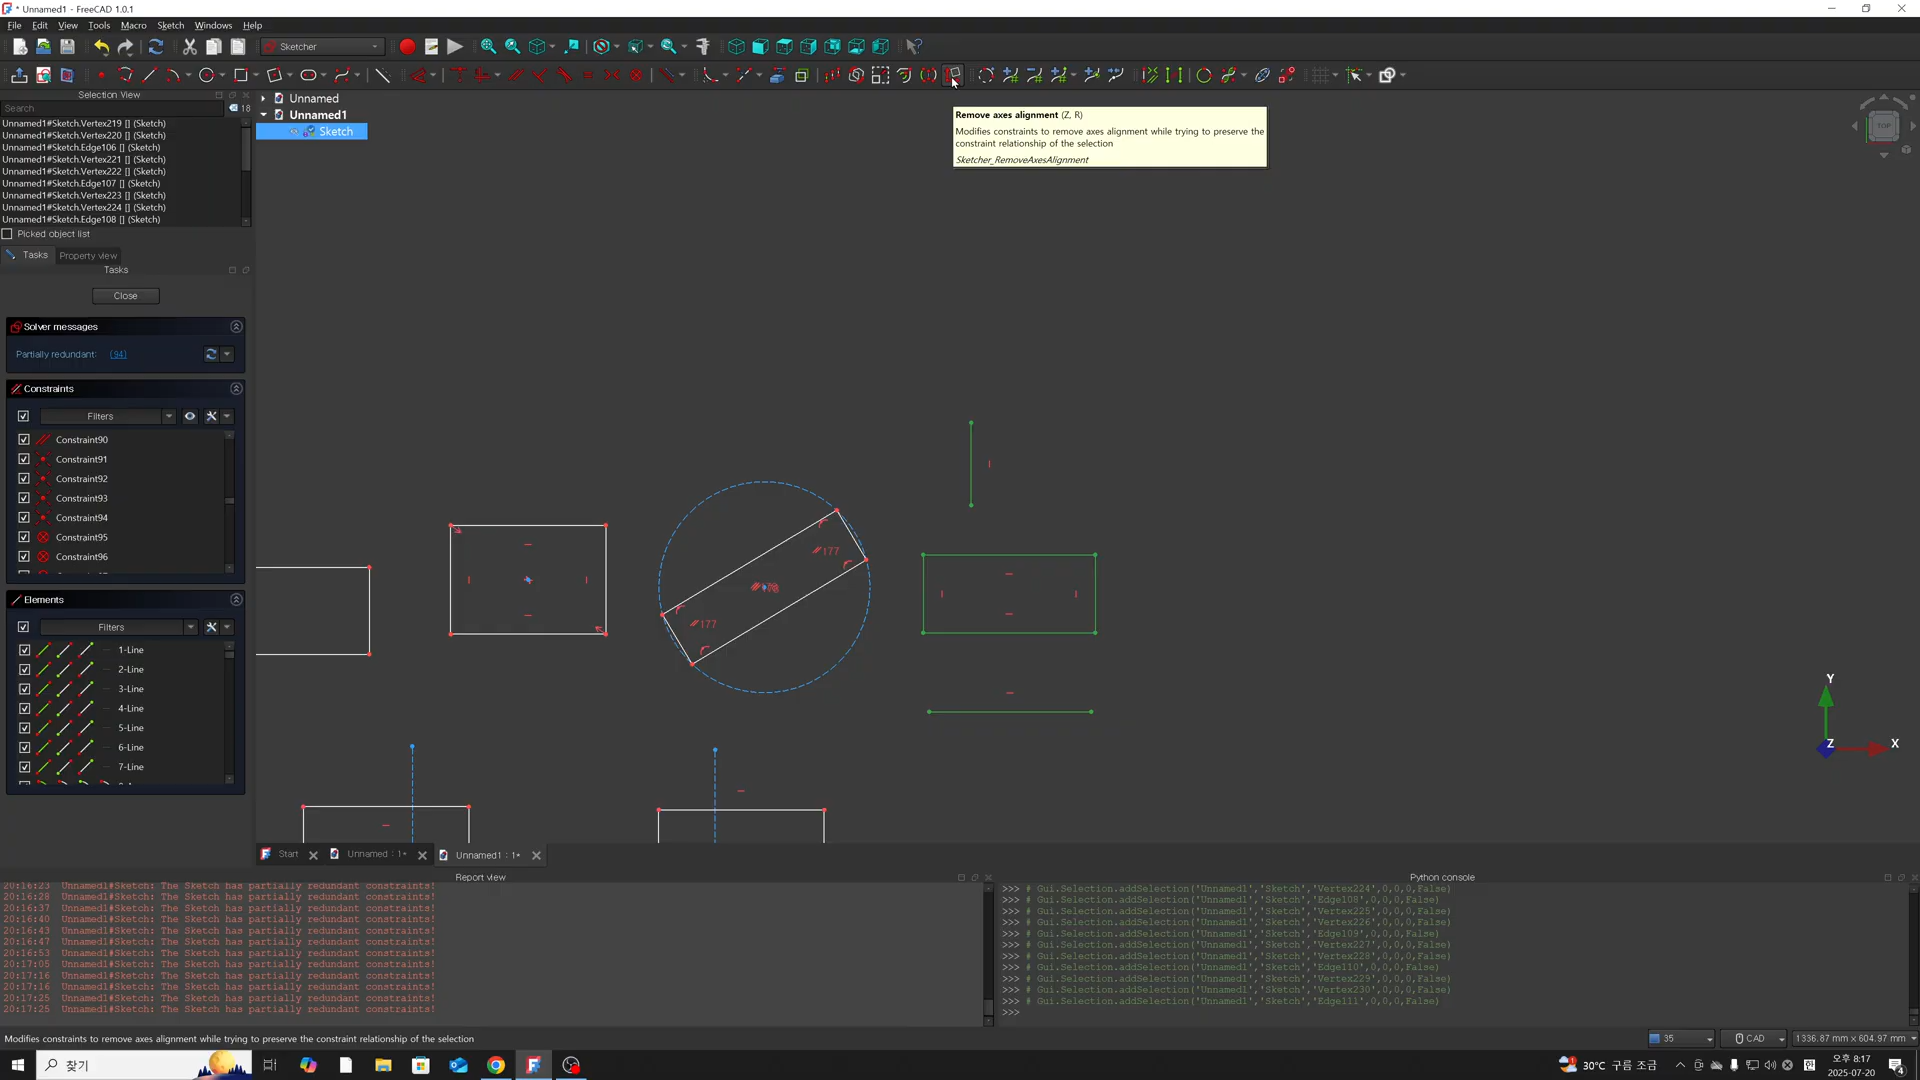 * Unnamed1 - FreeCAD 1.0.1
File Edit View Tools Macro Sketch Windows Help
Sketcher
Selection View
Search
18
Unnamed1#Sketch.Vertex219 [] (Sketch)
Unnamed1#Sketch.Vertex220 [] (Sketch)
Unnamed1#Sketch.Edge106 [] (Sketch)
Unnamed1#Sketch.Vertex221 [] (Sketch)
Unnamed1#Sketch.Vertex222 [] (Sketch)
Unnamed1#Sketch.Edge107 [] (Sketch)
Unnamed1#Sketch.Vertex223 [] (Sketch)
Unnamed1#Sketch.Vertex224 [] (Sketch)
Unnamed1#Sketch.Edge108 [] (Sketch)
Picked object list
Tasks Property view
Tasks
Close
Solver messages
Partially redundant: (94)
Constraints
Filters
Constraint90
Constraint91
Constraint92
Constraint93
Constraint94
Constraint95
Constraint96
Elements
Filters
1-Line
2-Line
3-Line
4-Line
5-Line
6-Line
7-Line
Unnamed
Unnamed1
Sketch
Remove axes alignment (Z, R)
Modifies constraints to remove axes alignment while trying to preserve the
constraint relationship of the selection
Sketcher_RemoveAxesAlignment
TOP
177
177
Y
Z
X
Start Unnamed : 1* Unnamed1 : 1*
Report view
20:16:23 Unnamed1#Sketch: The Sketch has partially redundant constraints!
20:16:28 Unnamed1#Sketch: The Sketch has partially redundant constraints!
20:16:37 Unnamed1#Sketch: The Sketch has partially redundant constraints!
20:16:40 Unnamed1#Sketch: The Sketch has partially redundant constraints!
20:16:43 Unnamed1#Sketch: The Sketch has partially redundant constraints!
20:16:47 Unnamed1#Sketch: The Sketch has partially redundant constraints!
20:16:53 Unnamed1#Sketch: The Sketch has partially redundant constraints!
20:17:05 Unnamed1#Sketch: The Sketch has partially redundant constraints!
20:17:16 Unnamed1#Sketch: The Sketch has partially redundant constraints!
20:17:16 Unnamed1#Sketch: The Sketch has partially redundant constraints!
20:17:25 Unnamed1#Sketch: The Sketch has partially redundant constraints!
20:17:25 Unnamed1#Sketch: The Sketch has partially redundant constraints!
Python console
>>> # Gui.Selection.addSelection('Unnamed1','Sketch','Vertex224',0,0,0,False)
>>> # Gui.Selection.addSelection('Unnamed1','Sketch','Edge108',0,0,0,False)
>>> # Gui.Selection.addSelection('Unnamed1','Sketch','Vertex225',0,0,0,False)
>>> # Gui.Selection.addSelection('Unnamed1','Sketch','Vertex226',0,0,0,False)
>>> # Gui.Selection.addSelection('Unnamed1','Sketch','Edge109',0,0,0,False)
>>> # Gui.Selection.addSelection('Unnamed1','Sketch','Vertex227',0,0,0,False)
>>> # Gui.Selection.addSelection('Unnamed1','Sketch','Vertex228',0,0,0,False)
>>> # Gui.Selection.addSelection('Unnamed1','Sketch','Edge110',0,0,0,False)
>>> # Gui.Selection.addSelection('Unnamed1','Sketch','Vertex229',0,0,0,False)
>>> # Gui.Selection.addSelection('Unnamed1','Sketch','Vertex230',0,0,0,False)
>>> # Gui.Selection.addSelection('Unnamed1','Sketch','Edge111',0,0,0,False)
>>>
Modifies constraints to remove axes alignment while trying to preserve the constraint relationship of the selection
35 CAD 1336.87 mm × 604.97 mm
찾기
30°C 구름 조금
오후 8:17
2025-07-20